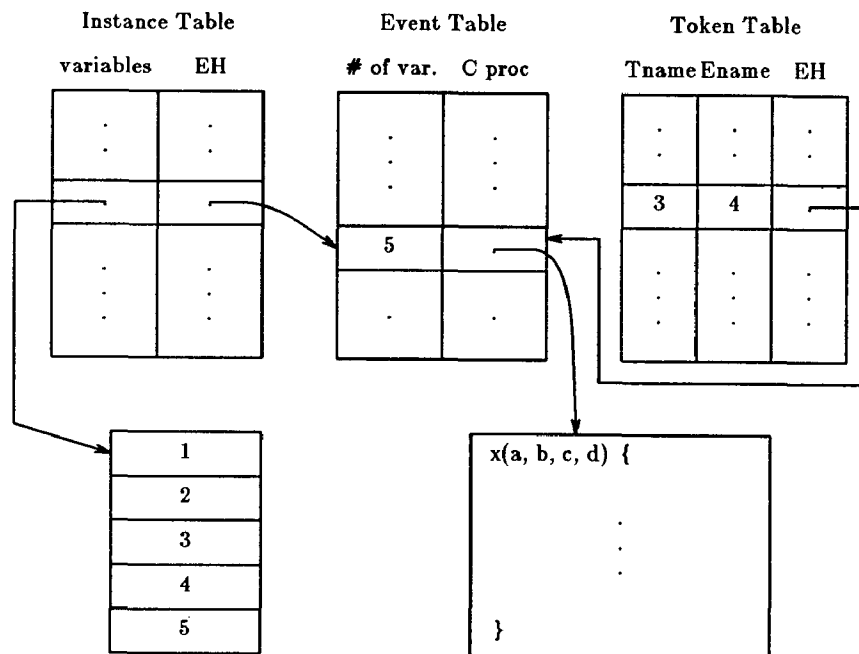 Instance Table
Event Table
Token Table
variables EH
# of var. C proc
Tname Ename EH
3 4
5
1
2
3
4
5
x(a, b, c, d) {
}